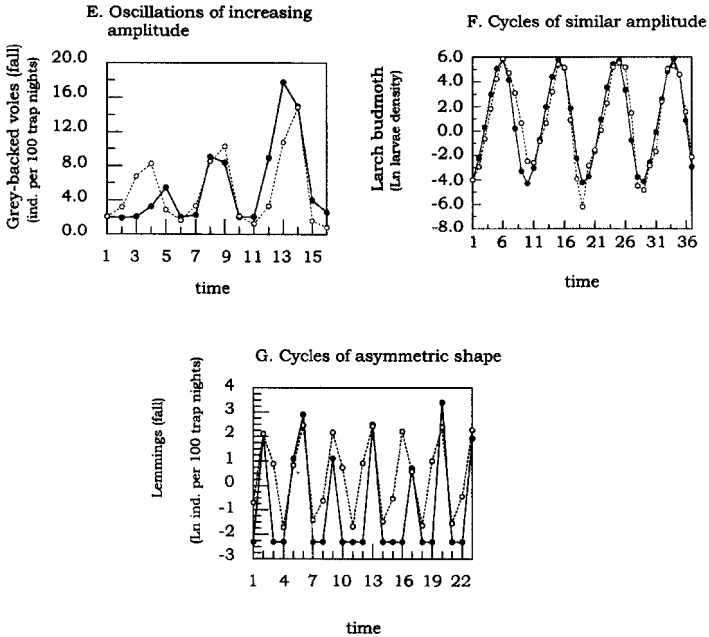 E. Oscillations of increasing
amplitude
Grey-backed voles (fall)
(ind. per 100 trap nights)
20.0
16.0
12.0
8.0
4.0
0.0
1 3 5 7 9 11 13 15
time
F. Cycles of similar amplitude
Larch budmoth
(Ln larvae density)
6.0
4.0
2.0
0.0
-2.0
-4.0
-6.0
-8.0
1 6 11 16 21 26 31 36
time
G. Cycles of asymmetric shape
Lemmings (fall)
(Ln ind. per 100 trap nights)
4
3
2
1
0
-1
-2
-3
1 4 7 10 13 16 19 22
time